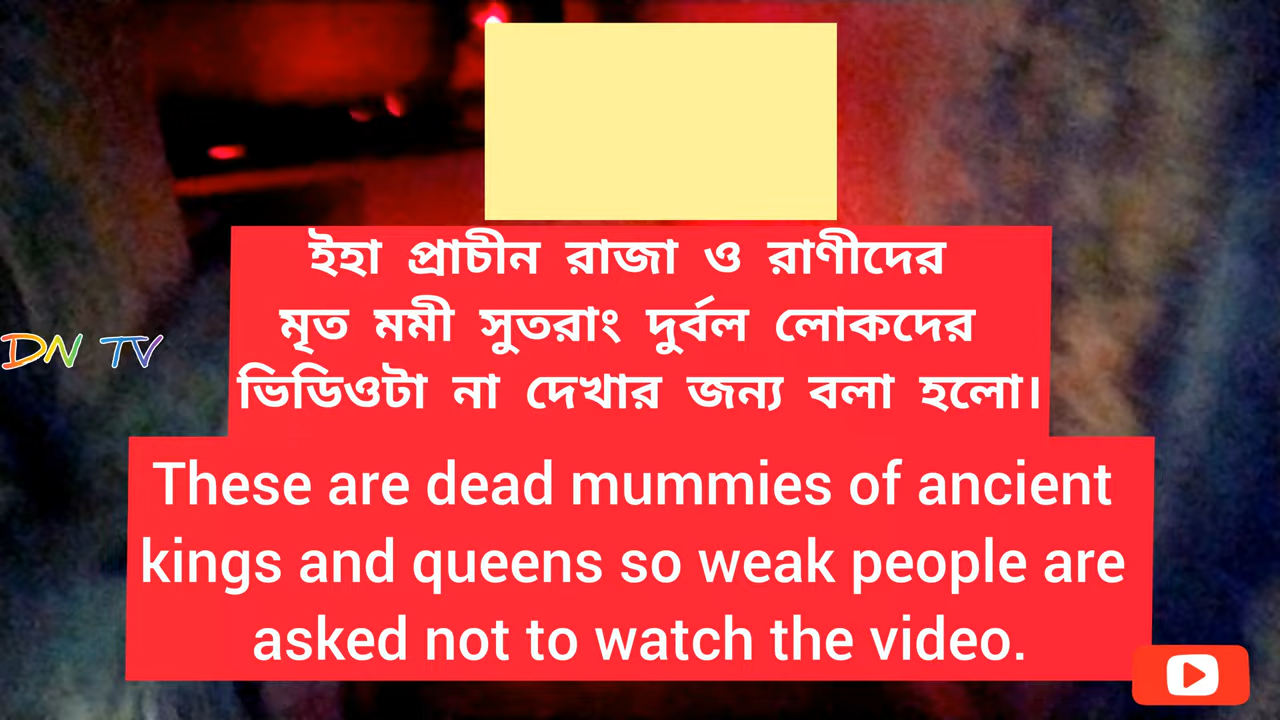 ইহা প্রাচীন রাজা ও রাণীদের
মৃত মমী সুতরাং দুর্বল লোকদের
ভিডিওটা না দেখার জন্য বলা হলো।
DN TV
These are dead mummies of ancient
kings and queens so weak people are
asked not to watch the video.